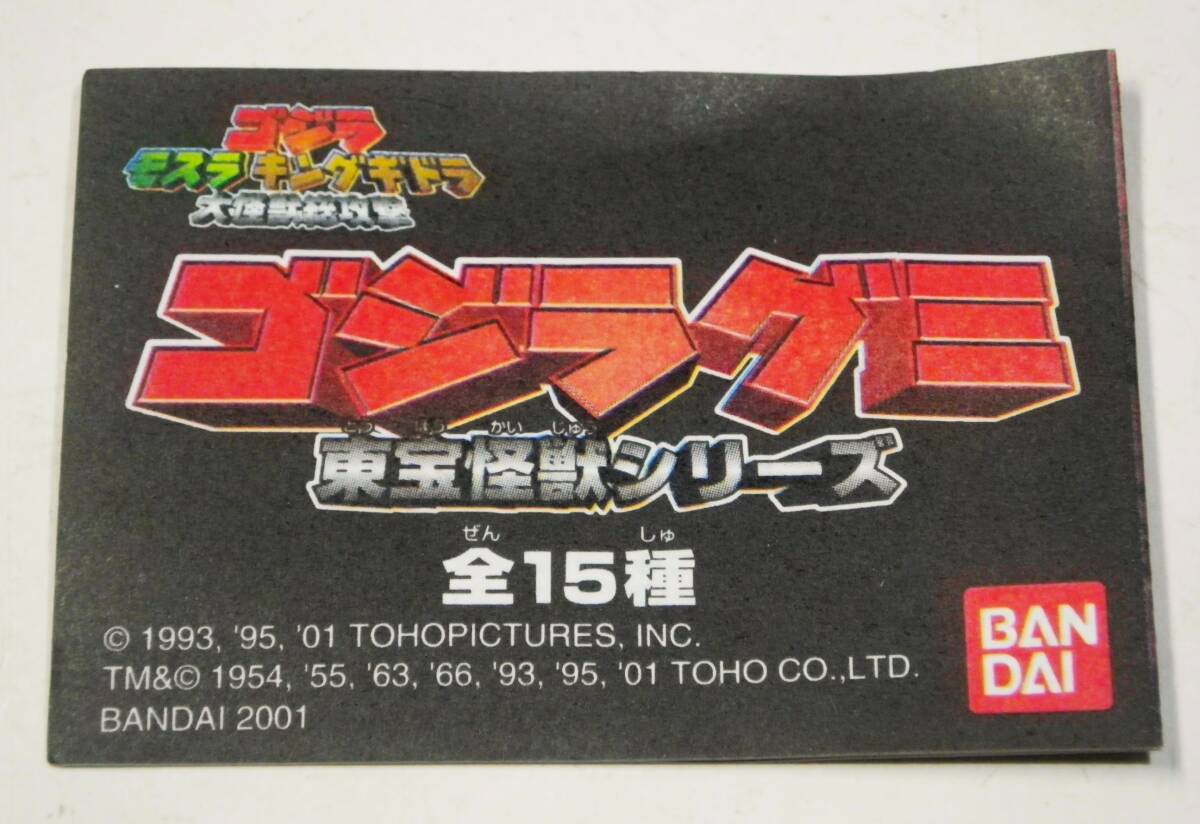 ゴジラ
モスラ キングギドラ
大怪獣総攻撃
ゴジラグミ
とう ほう かい じゅう
東宝怪獣シリーズ
ぜん しゅ
全15種
© 1993, '95, '01 TOHOPICTURES, INC.
TM&© 1954, '55, '63, '66, '93, '95, '01 TOHO CO.,LTD.
BANDAI 2001
BAN
DAI